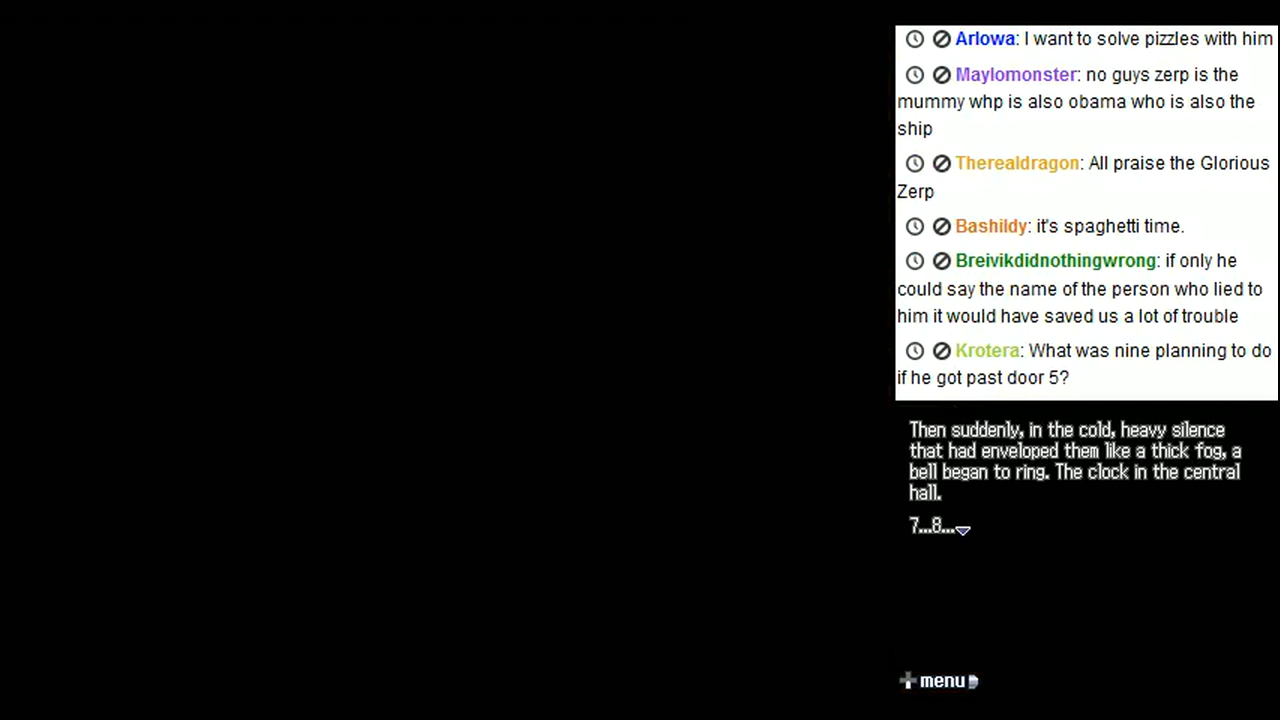 Arlowa: I want to solve pizzles with him
Maylomonster: no guys zerp is the
mummy whp is also obama who is also the
ship
Therealdragon: All praise the Glorious
Zerp
Bashildy: it's spaghetti time.
Breivikdidnothingwrong: if only he
could say the name of the person who lied to
him it would have saved us a lot of trouble
Krotera: What was nine planning to do
if he got past door 5?
Then suddenly, in the cold, heavy silence
that had enveloped them like a thick fog, a
bell began to ring. The clock in the central
hall.
7...8...
menu